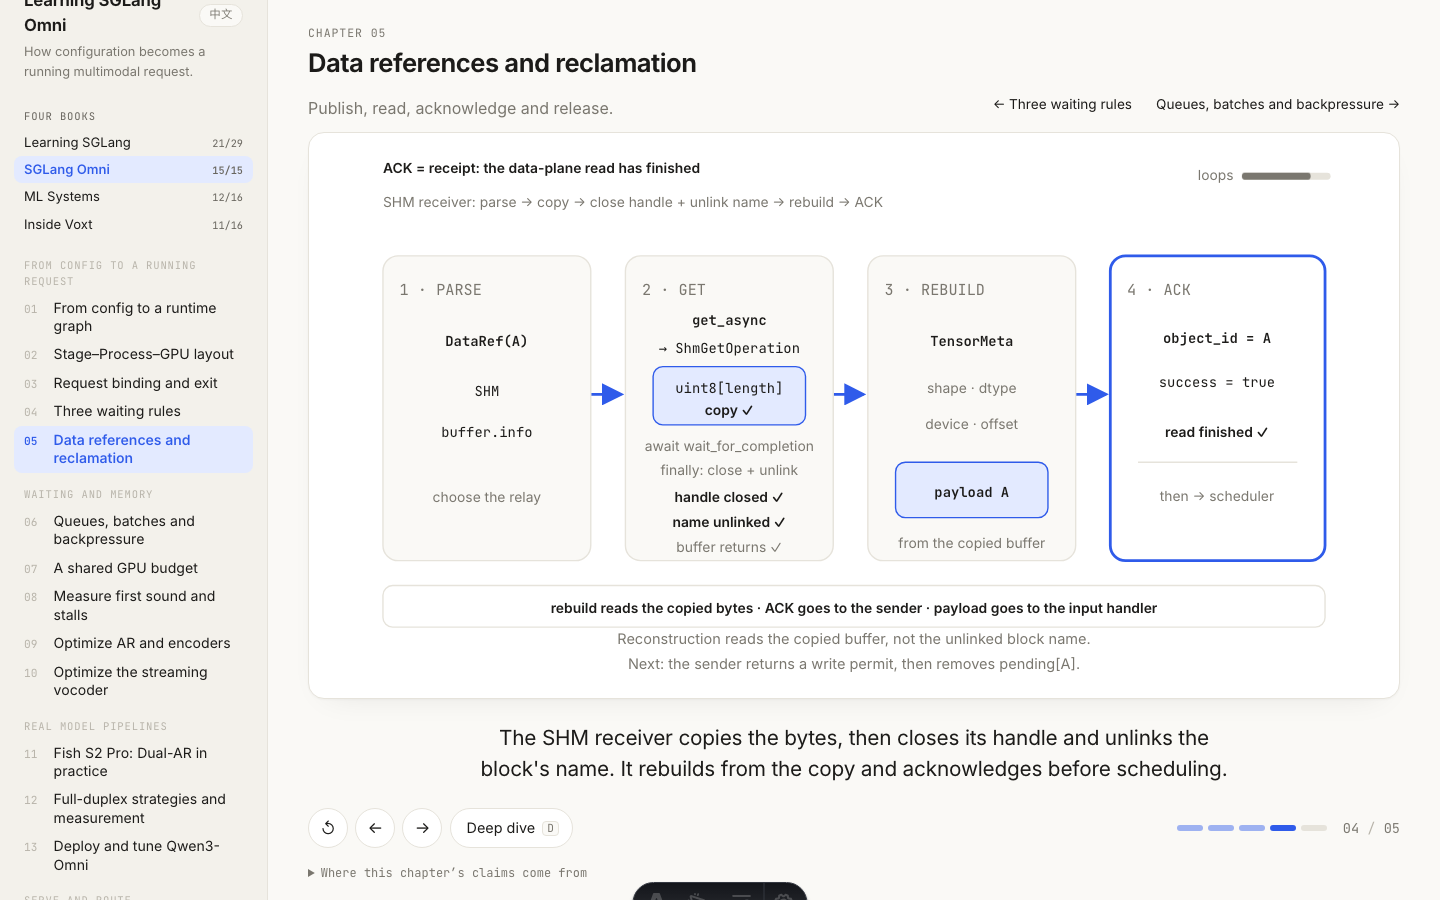 Learning SGLang
Omni
中文
How configuration becomes a
running multimodal request.
FOUR BOOKS
Learning SGLang 21/29
SGLang Omni 15/15
ML Systems 12/16
Inside Voxt 11/16
FROM CONFIG TO A RUNNING
REQUEST
01 From config to a runtime
graph
02 Stage–Process–GPU layout
03 Request binding and exit
04 Three waiting rules
05 Data references and
reclamation
WAITING AND MEMORY
06 Queues, batches and
backpressure
07 A shared GPU budget
08 Measure first sound and
stalls
09 Optimize AR and encoders
10 Optimize the streaming
vocoder
REAL MODEL PIPELINES
11 Fish S2 Pro: Dual-AR in
practice
12 Full-duplex strategies and
measurement
13 Deploy and tune Qwen3-
Omni
SERVE AND ROUTE
CHAPTER 05
Data references and reclamation
Publish, read, acknowledge and release.
← Three waiting rules
Queues, batches and backpressure →
ACK = receipt: the data-plane read has finished
SHM receiver: parse → copy → close handle + unlink name → rebuild → ACK
loops
1 · PARSE
DataRef(A)
SHM
buffer.info
choose the relay
2 · GET
get_async
→ ShmGetOperation
uint8[length]
copy ✓
await wait_for_completion
finally: close + unlink
handle closed ✓
name unlinked ✓
buffer returns ✓
3 · REBUILD
TensorMeta
shape · dtype
device · offset
payload A
from the copied buffer
4 · ACK
object_id = A
success = true
read finished ✓
then → scheduler
rebuild reads the copied bytes · ACK goes to the sender · payload goes to the input handler
Reconstruction reads the copied buffer, not the unlinked block name.
Next: the sender returns a write permit, then removes pending[A].
The SHM receiver copies the bytes, then closes its handle and unlinks the
block's name. It rebuilds from the copy and acknowledges before scheduling.
Deep dive D
04 / 05
▶ Where this chapter's claims come from